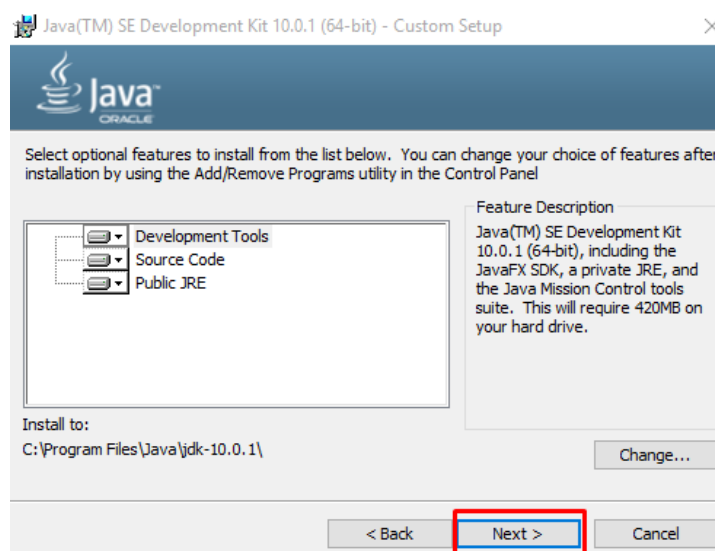 Java(TM) SE Development Kit 10.0.1 (64-bit) - Custom Setup
Java™
ORACLE
Select optional features to install from the list below. You can change your choice of features after
installation by using the Add/Remove Programs utility in the Control Panel
Development Tools
Source Code
Public JRE
Feature Description
Java(TM) SE Development Kit
10.0.1 (64-bit), including the
JavaFX SDK, a private JRE, and
the Java Mission Control tools
suite. This will require 420MB on
your hard drive.
Install to:
C:\Program Files\Java\jdk-10.0.1\
Change...
< Back
Next >
Cancel